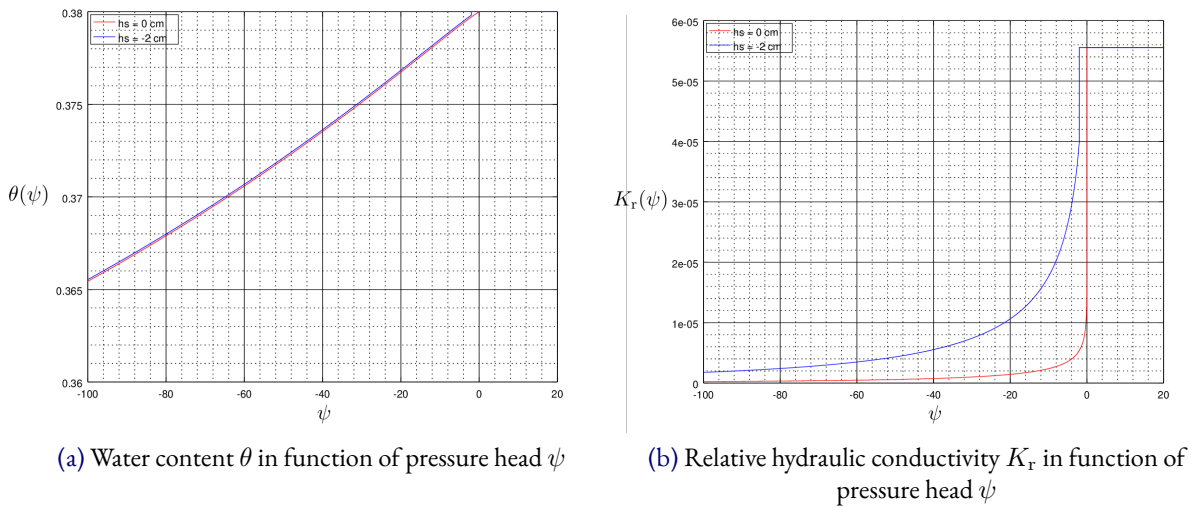 hs = 0 cm
hs = -2 cm
0.38
0.375
0.37
0.365
0.36
θ(ψ)
-100 -80 -60 -40 -20 0 20
ψ
(a) Water content θ in function of pressure head ψ
hs = 0 cm
hs = -2 cm
6e-05
5e-05
4e-05
3e-05
2e-05
1e-05
0
K_r(ψ)
-100 -80 -60 -40 -20 0 20
ψ
(b) Relative hydraulic conductivity K_r in function of
pressure head ψ